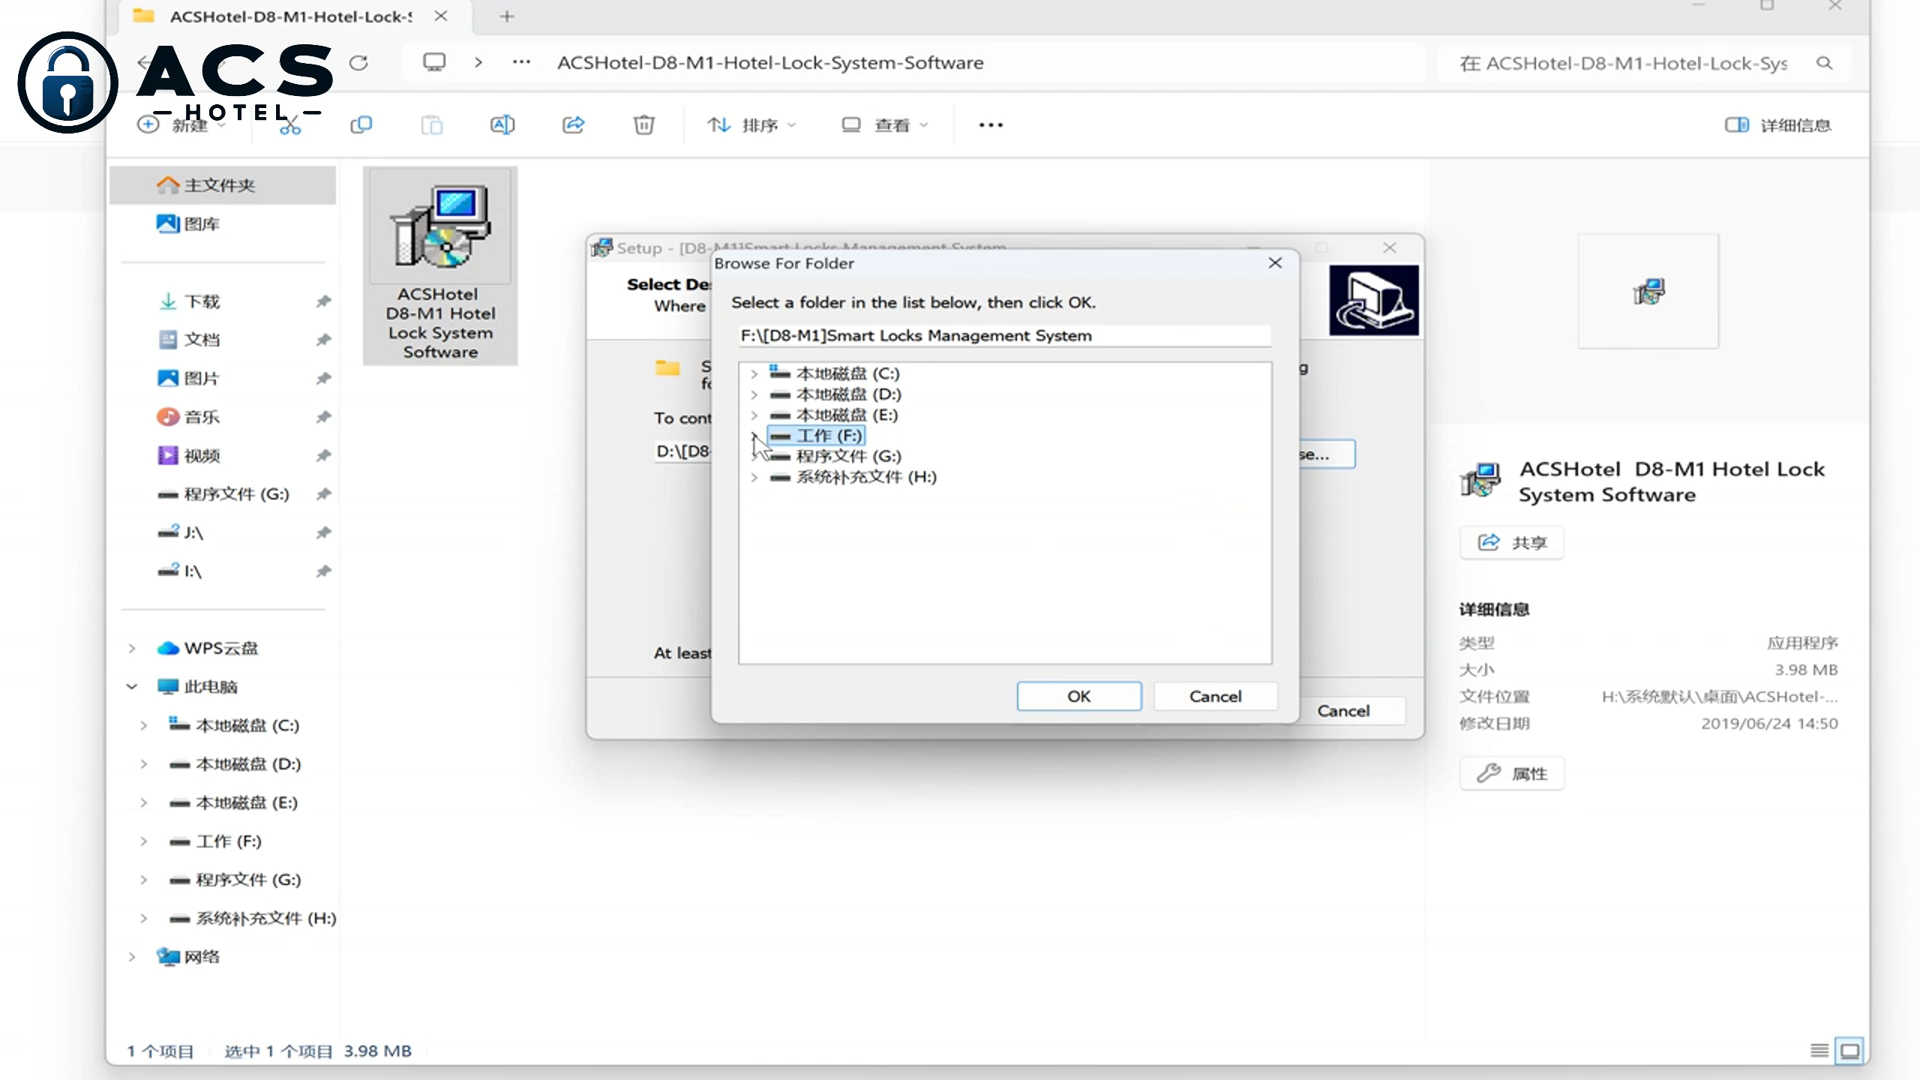 ACSHotel-D8-M1-Hotel-Lock-S
ACS
HOTEL
ACSHotel-D8-M1-Hotel-Lock-System-Software
在 ACSHotel-D8-M1-Hotel-Lock-Sys
新建
排序
查看
详细信息
主文件夹
图库
下载
文档
图片
音乐
视频
程序文件 (G:)
J:\
I:\
WPS云盘
此电脑
本地磁盘 (C:)
本地磁盘 (D:)
本地磁盘 (E:)
工作 (F:)
程序文件 (G:)
系统补充文件 (H:)
网络
ACSHotel
D8-M1 Hotel
Lock System
Software
Setup - [D8-M1]Smart Locks Management System
Select De
Where
To cont
D:\[D8-
se...
At least
Cancel
Browse For Folder
Select a folder in the list below, then click OK.
F:\[D8-M1]Smart Locks Management System
本地磁盘 (C:)
本地磁盘 (D:)
本地磁盘 (E:)
工作 (F:)
程序文件 (G:)
系统补充文件 (H:)
OK
Cancel
ACSHotel D8-M1 Hotel Lock
System Software
共享
详细信息
类型 应用程序
大小 3.98 MB
文件位置 H:\系统默认\桌面\ACSHotel-...
修改日期 2019/06/24 14:50
属性
1 个项目 选中 1 个项目 3.98 MB